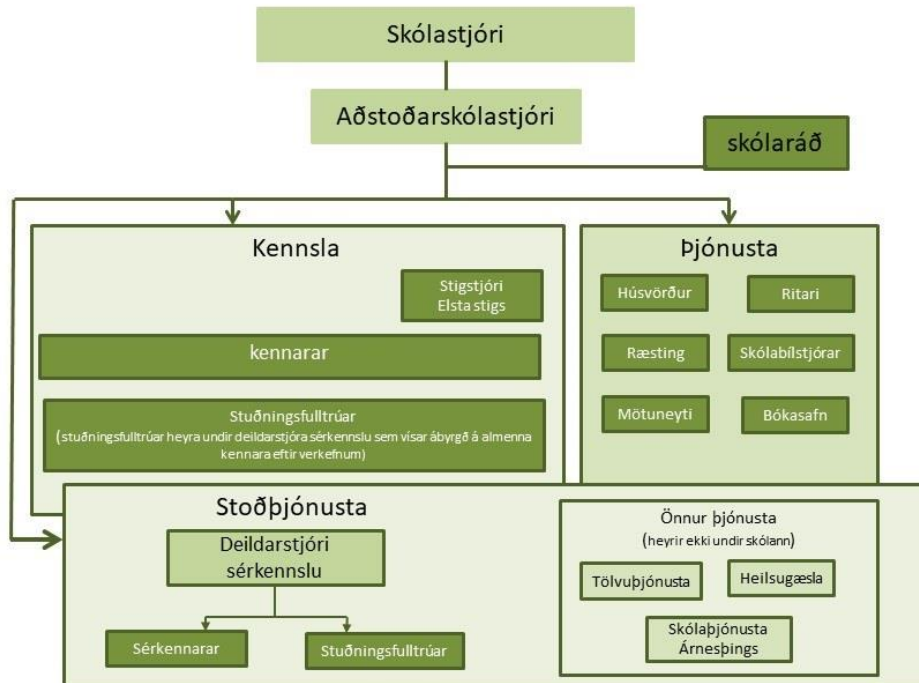 Skólastjóri
Aðstoðarskólastjóri
skólaráð
Kennsla
Stigstjóri
Elsta stigs
kennarar
Stuðningsfulltrúar
(stuðningsfulltrúar heyra undir deildarstjóra sérkennslu sem vísar ábyrgð á almenna
kennara eftir verkefnum)
Þjónusta
Húsvörður
Ritari
Ræsting
Skólabílstjórar
Mötuneyti
Bókasafn
Stoðþjónusta
Deildarstjóri
sérkennslu
Sérkennarar
Stuðningsfulltrúar
Önnur þjónusta
(heyrir ekki undir skólann)
Tölvuþjónusta
Heilsugæsla
Skólaþjónusta
Árnesþings